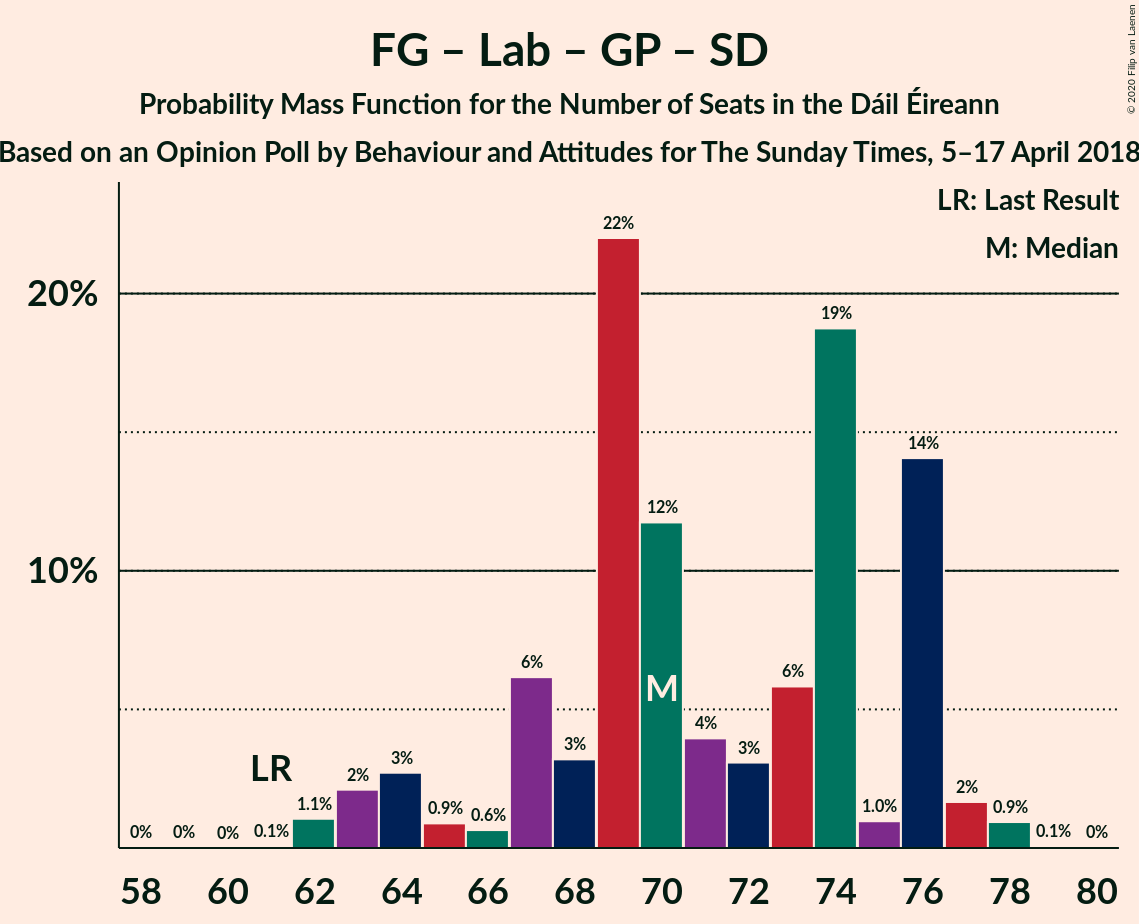 FG – Lab – GP – SD
Probability Mass Function for the Number of Seats in the Dáil Éireann
Based on an Opinion Poll by Behaviour and Attitudes for The Sunday Times, 5–17 April 2018
© 2020 Filip van Laenen
LR: Last Result
M: Median
20%
10%
0% 0% 0% 0.1% 1.1% 2% 3% 0.9% 0.6% 6% 3% 22% 12% 4% 3% 6% 19% 1.0% 14% 2% 0.9% 0.1% 0%
LR
M
58 60 62 64 66 68 70 72 74 76 78 80